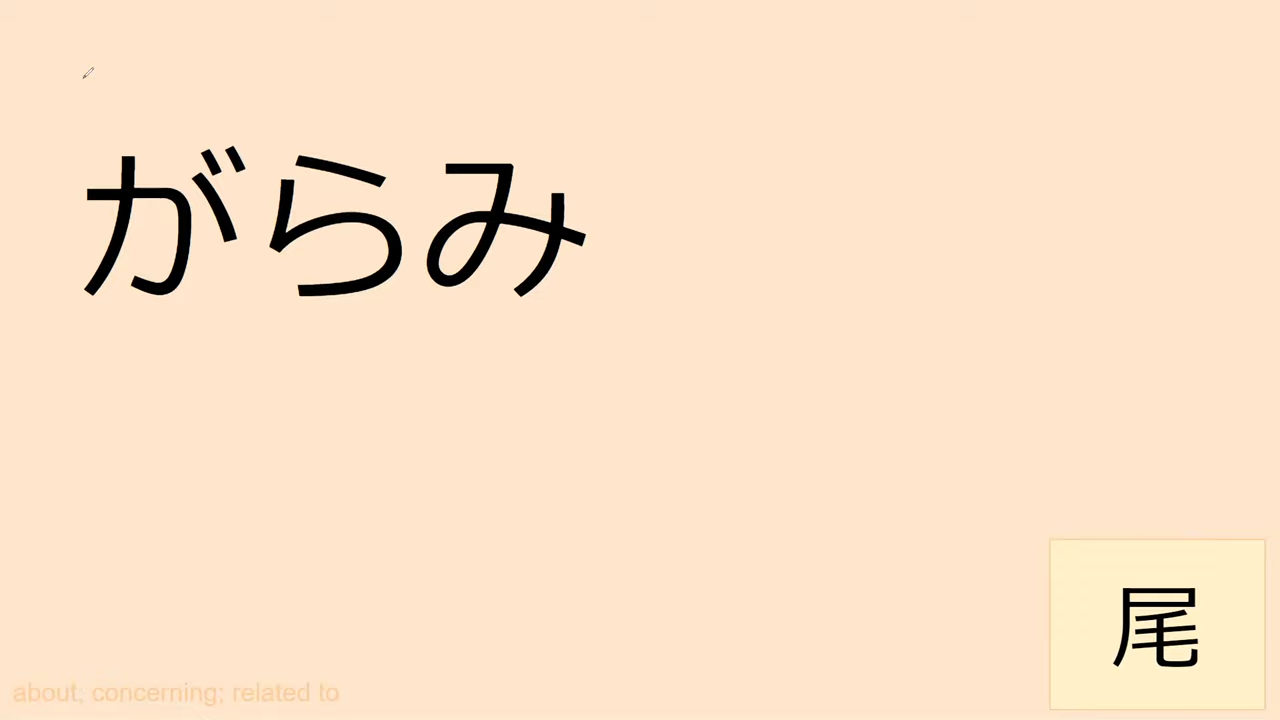 がらみ
尾
about; concerning; related to